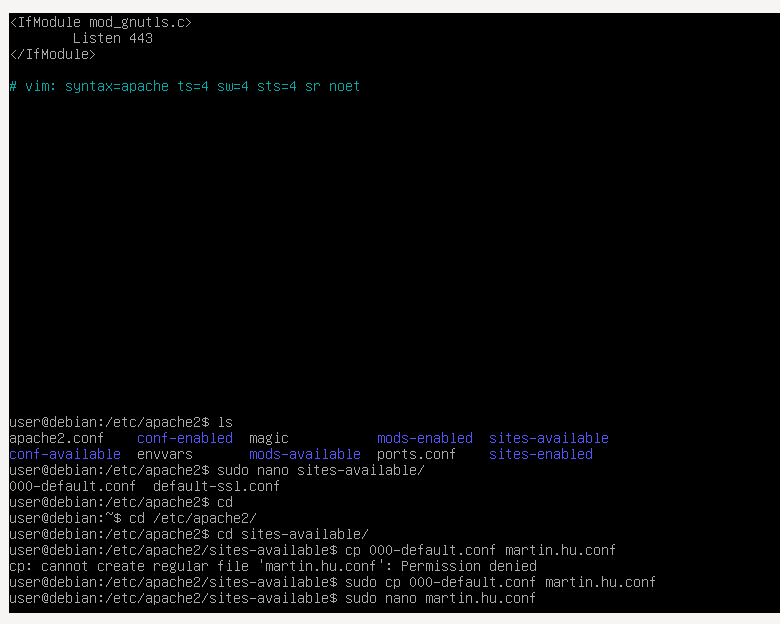 <IfModule mod_gnutls.c>
        Listen 443
</IfModule>
# vim: syntax=apache ts=4 sw=4 sts=4 sr noet
user@debian:/etc/apache2$ ls
apache2.conf    conf-enabled  magic           mods-enabled  sites-available
conf-available  envvars       mods-available  ports.conf    sites-enabled
user@debian:/etc/apache2$ sudo nano sites-available/
000-default.conf  default-ssl.conf
user@debian:/etc/apache2$ cd
user@debian:~$ cd /etc/apache2/
user@debian:/etc/apache2$ cd sites-available/
user@debian:/etc/apache2/sites-available$ cp 000-default.conf martin.hu.conf
cp: cannot create regular file 'martin.hu.conf': Permission denied
user@debian:/etc/apache2/sites-available$ sudo cp 000-default.conf martin.hu.conf
user@debian:/etc/apache2/sites-available$ sudo nano martin.hu.conf